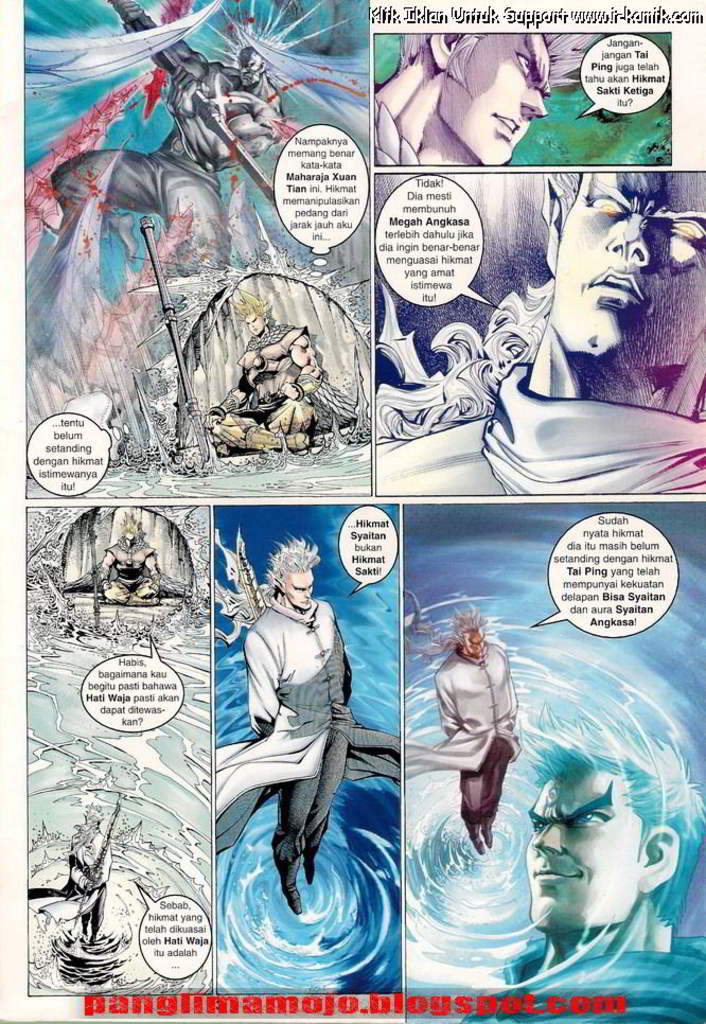 Klik Iklan Untuk Support www.ir-komik.com
Nampaknya
memang benar
kata-kata
Maharaja Xuan
Tian ini. Hikmat
memanipulasikan
pedang dari
jarak jauh aku
ini...
...tentu
belum
setanding
dengan hikmat
istimewanya
itu!
Jangan-
jangan Tai
Ping juga telah
tahu akan Hikmat
Sakti Ketiga
itu?
Tidak!
Dia mesti
membunuh
Megah Angkasa
terlebih dahulu jika
dia ingin benar-benar
menguasai hikmat
yang amat
istimewa
itu!
Habis,
bagaimana kau
begitu pasti bahawa
Hati Waja pasti akan
dapat ditewas-
kan?
Sebab,
hikmat yang
telah dikuasai
oleh Hati Waja
itu adalah
...
...Hikmat
Syaitan
bukan
Hikmat
Sakti!
Sudah
nyata hikmat
dia itu masih belum
setanding dengan hikmat
Tai Ping yang telah
mempunyai kekuatan
delapan Bisa Syaitan
dan aura Syaitan
Angkasa!
panglimamojo.blogspot.com